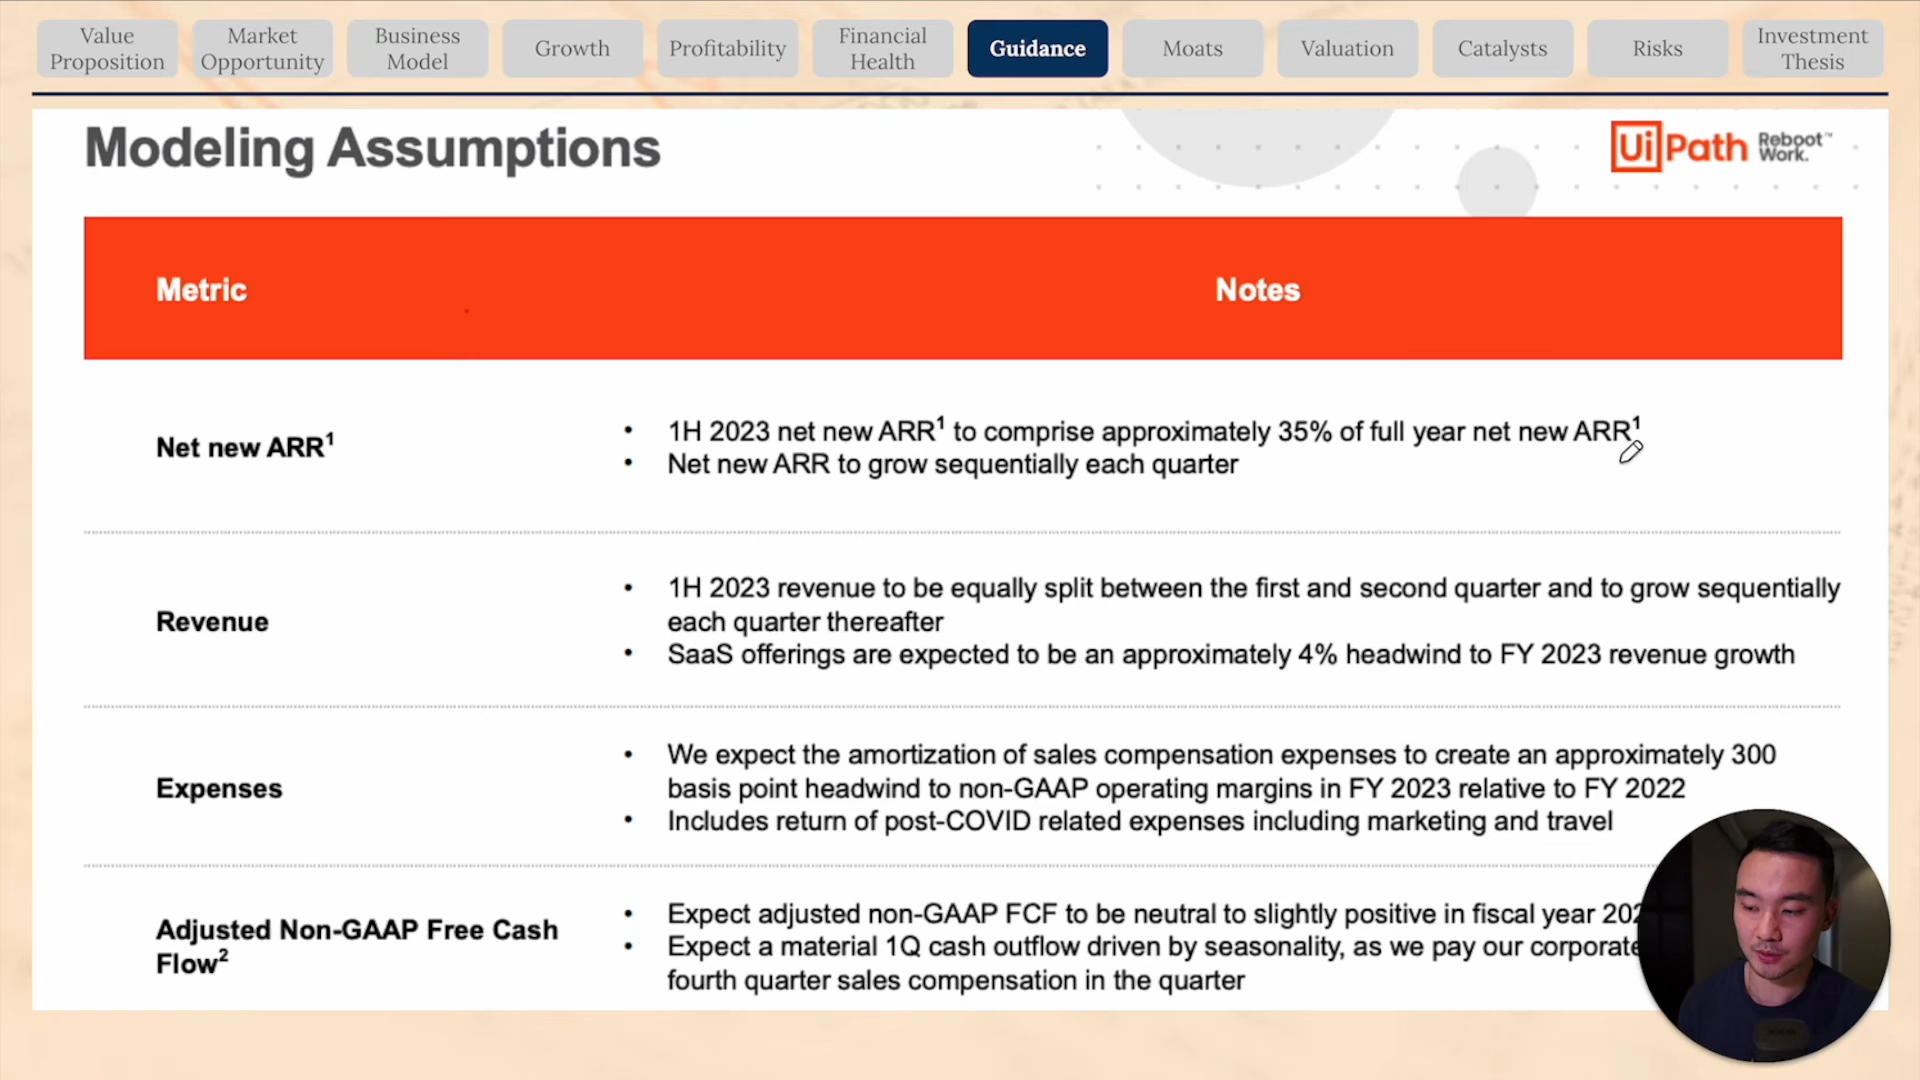 Value Proposition
Market Opportunity
Business Model
Growth
Profitability
Financial Health
Guidance
Moats
Valuation
Catalysts
Risks
Investment Thesis
Modeling Assumptions
UiPath Reboot Work.™
Metric Notes
Net new ARR¹
• 1H 2023 net new ARR¹ to comprise approximately 35% of full year net new ARR¹
• Net new ARR to grow sequentially each quarter
Revenue
• 1H 2023 revenue to be equally split between the first and second quarter and to grow sequentially
each quarter thereafter
• SaaS offerings are expected to be an approximately 4% headwind to FY 2023 revenue growth
Expenses
• We expect the amortization of sales compensation expenses to create an approximately 300
basis point headwind to non-GAAP operating margins in FY 2023 relative to FY 2022
• Includes return of post-COVID related expenses including marketing and travel
Adjusted Non-GAAP Free Cash
Flow²
• Expect adjusted non-GAAP FCF to be neutral to slightly positive in fiscal year
• Expect a material 1Q cash outflow driven by seasonality, as we pay our corporate
fourth quarter sales compensation in the quarter